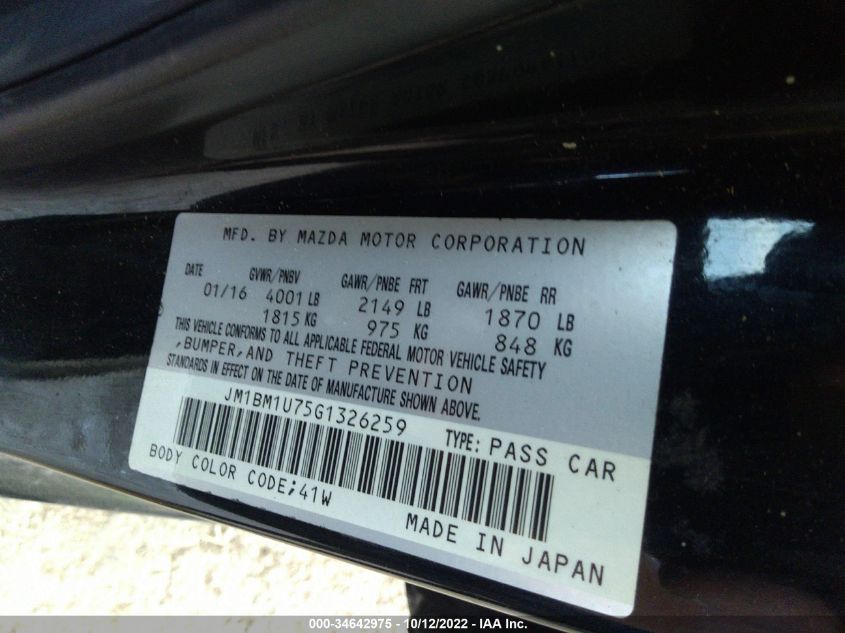 MFD. BY MAZDA MOTOR CORPORATION
DATE GVWR/PNBV GAWR/PNBE FRT GAWR/PNBE RR
01/16 4001 LB 2149 LB 1870 LB
1815 KG 975 KG 848 KG
THIS VEHICLE CONFORMS TO ALL APPLICABLE FEDERAL MOTOR VEHICLE SAFETY
,BUMPER,AND THEFT PREVENTION
STANDARDS IN EFFECT ON THE DATE OF MANUFACTURE SHOWN ABOVE.
JM1BM1U75G1326259 TYPE: PASS CAR
BODY COLOR CODE;41W
MADE IN JAPAN
000-34642975 - 10/12/2022 - IAA Inc.